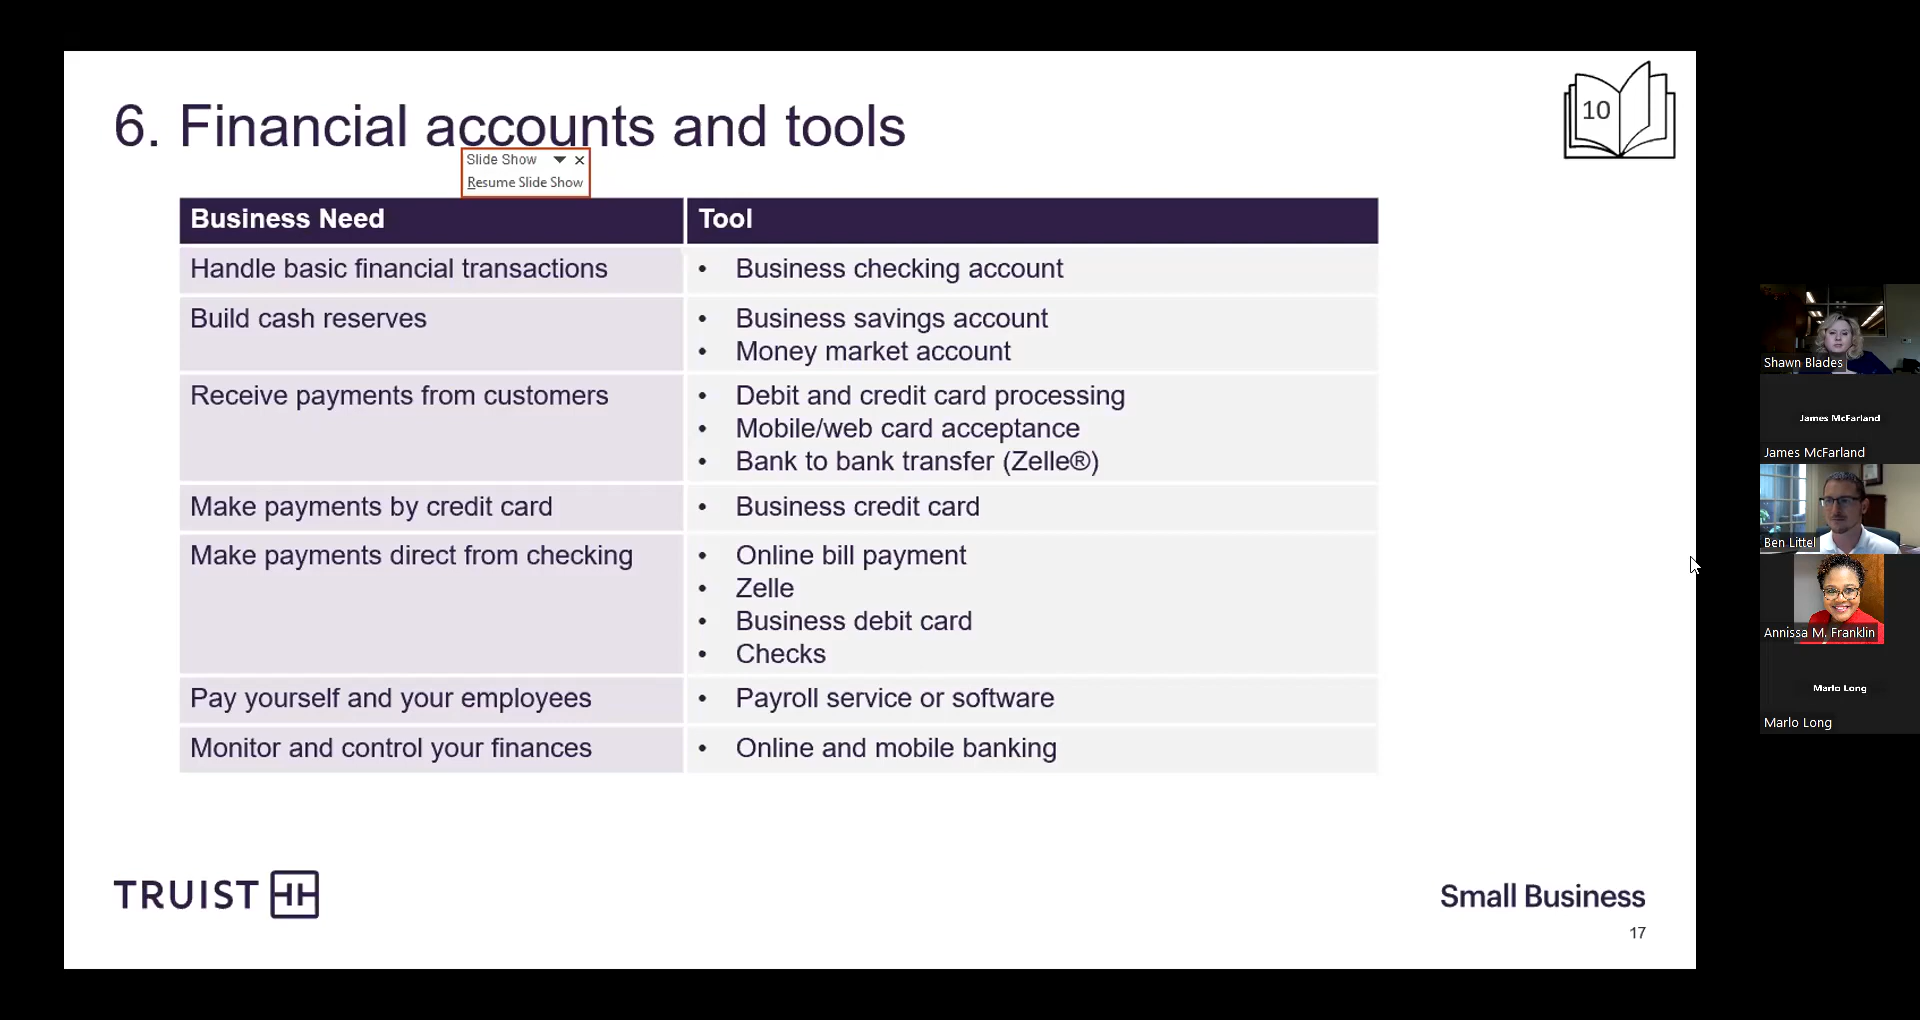 6. Financial accounts and tools
10
Slide Show
Resume Slide Show
Business Need
Tool
Handle basic financial transactions
• Business checking account
Build cash reserves
• Business savings account
• Money market account
Receive payments from customers
• Debit and credit card processing
• Mobile/web card acceptance
• Bank to bank transfer (Zelle®)
Make payments by credit card
• Business credit card
Make payments direct from checking
• Online bill payment
• Zelle
• Business debit card
• Checks
Pay yourself and your employees
• Payroll service or software
Monitor and control your finances
• Online and mobile banking
TRUIST
Small Business
17
Shawn Blades
James McFarland
James McFarland
Ben Littel
Annissa M. Franklin
Marlo Long
Marlo Long